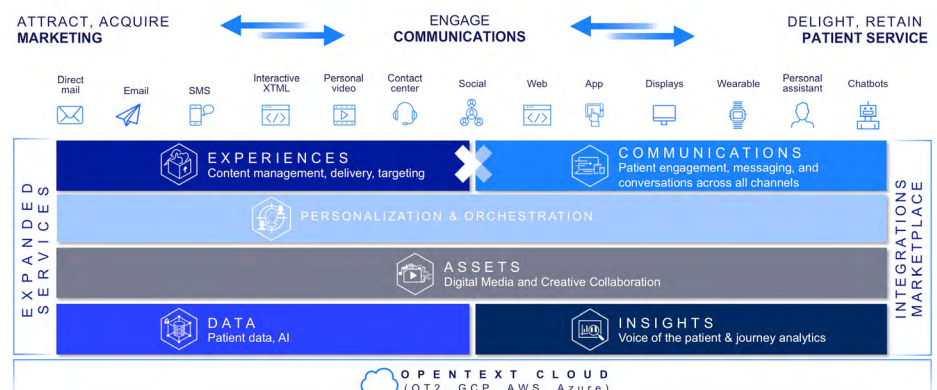 ATTRACT, ACQUIRE
MARKETING
ENGAGE
COMMUNICATIONS
DELIGHT, RETAIN
PATIENT SERVICE
Direct
mail
Email
SMS
Interactive
XTML
Personal
video
Contact
center
Social
Web
App
Displays
Wearable
Personal
assistant
Chatbots
EXPANDED
SERVICES
EXPERIENCES
Content management, delivery, targeting
COMMUNICATIONS
Patient engagement, messaging, and
conversations across all channels
PERSONALIZATION & ORCHESTRATION
ASSETS
Digital Media and Creative Collaboration
DATA
Patient data, AI
INSIGHTS
Voice of the patient & journey analytics
INTEGRATIONS
MARKETPLACE
OPENTEXT CLOUD
(OT2, GCP, AWS, Azure)